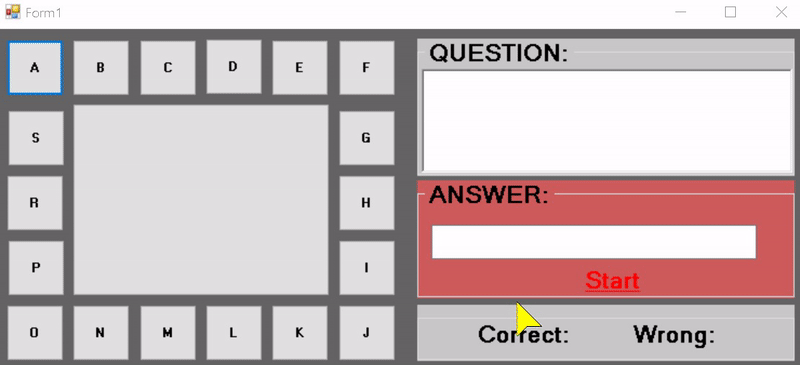 Form1
A B C D E F
S G
R H
P I
O N M L K J
QUESTION:
ANSWER:
Start
Correct: Wrong: